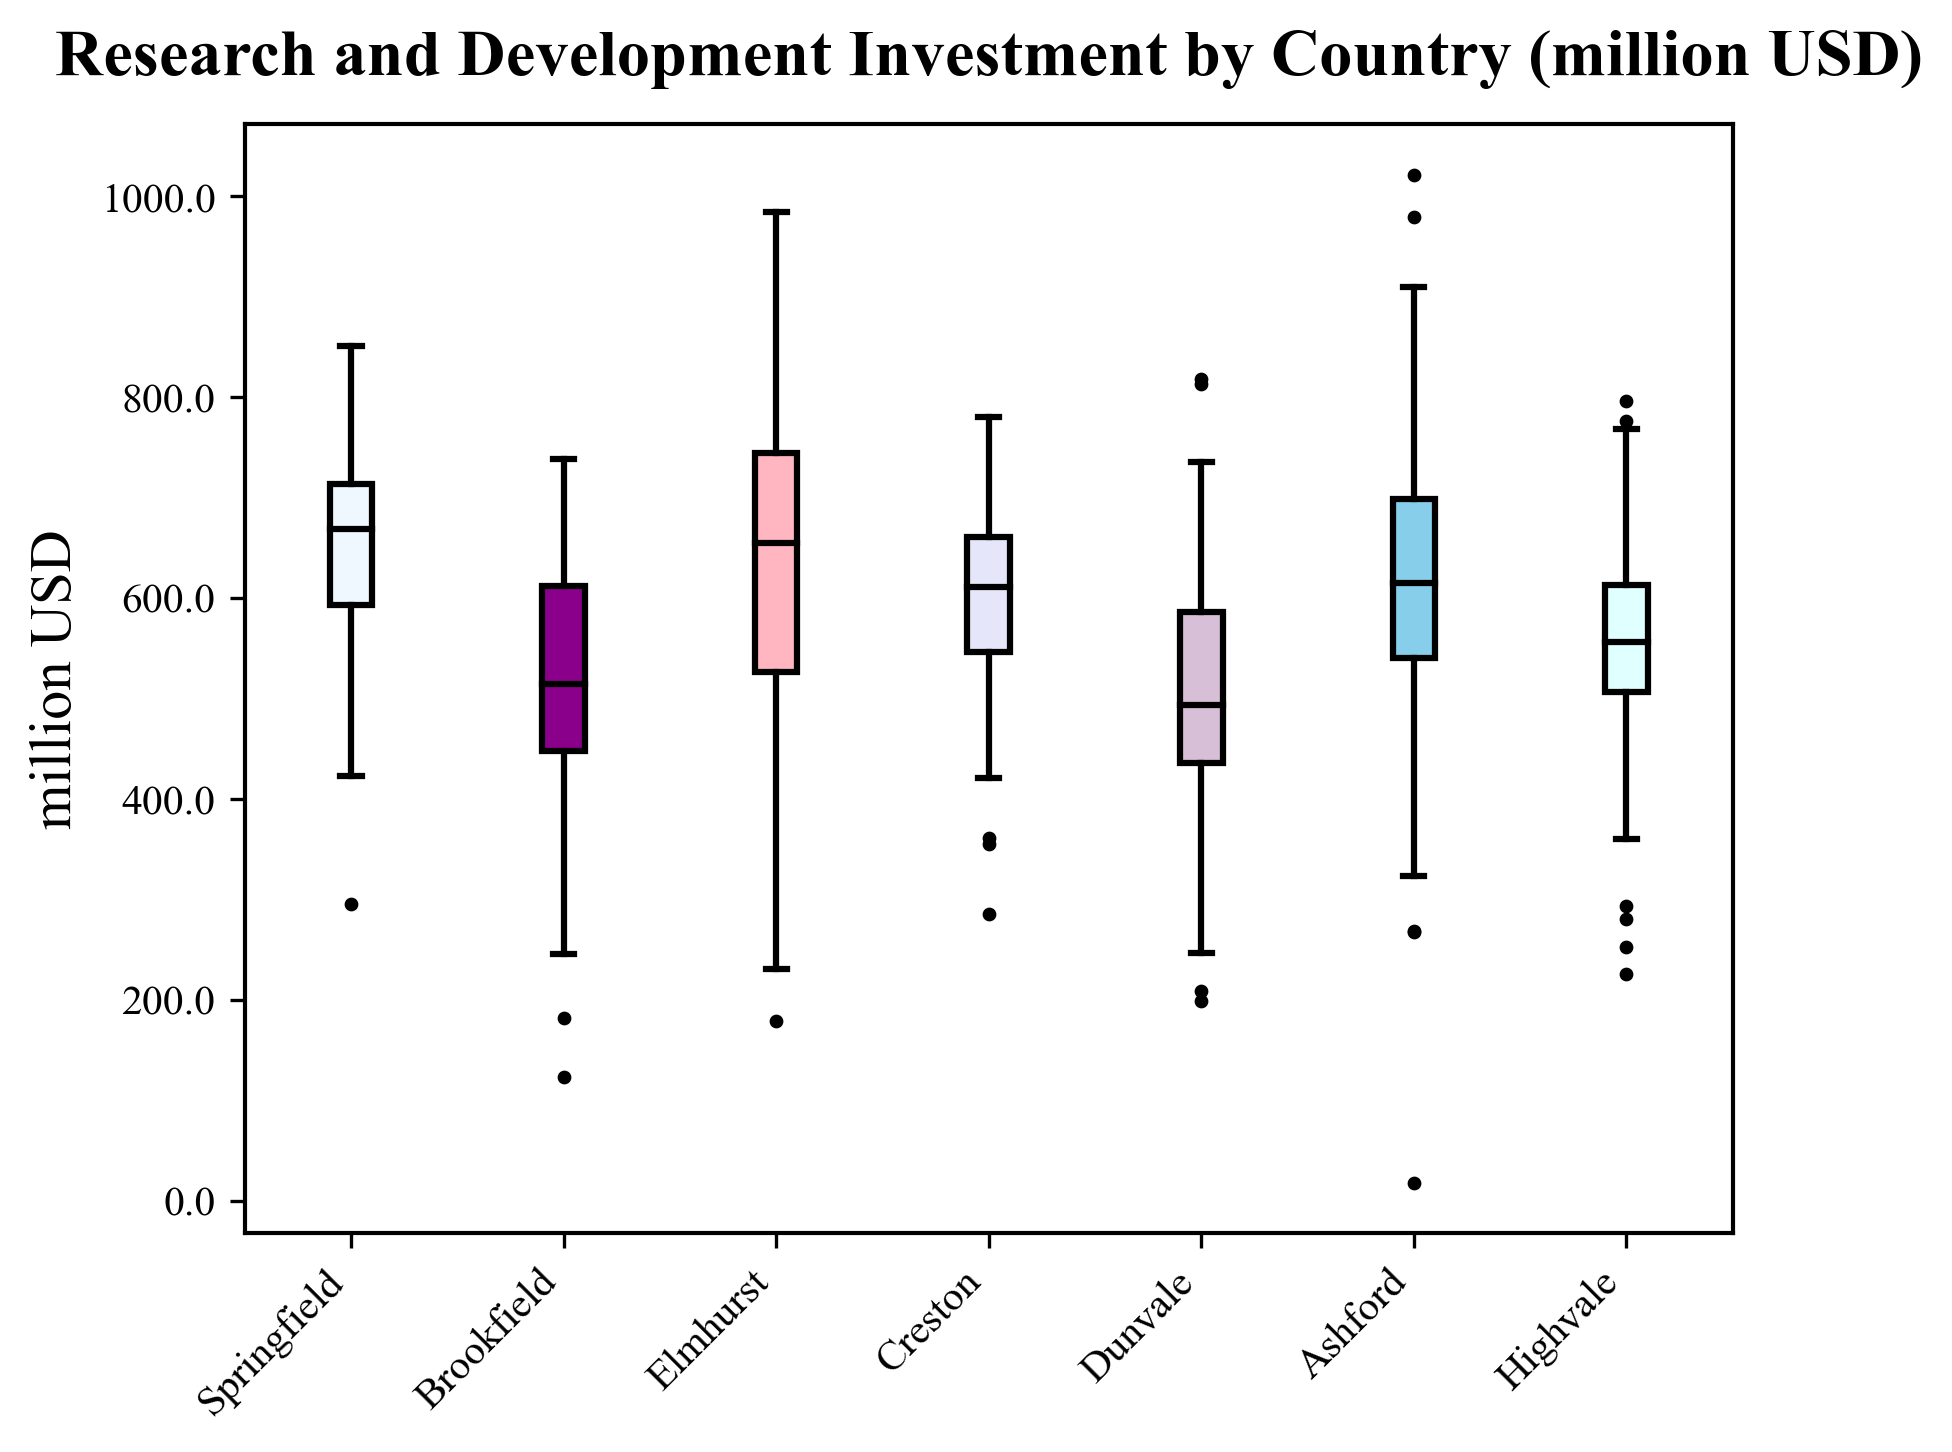 Research and Development Investment by Country (million USD)
million USD
1000.0
800.0
600.0
400.0
200.0
0.0
Springfield
Brookfield
Elmhurst
Creston
Dunvale
Ashford
Highvale